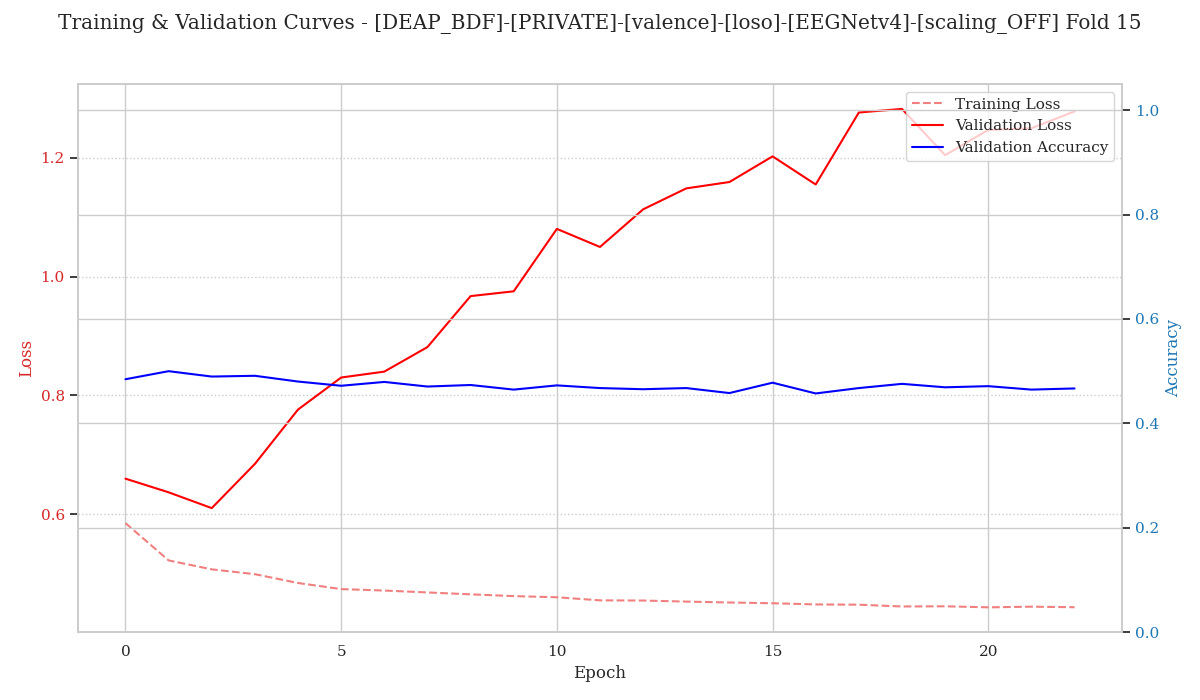 Training & Validation Curves - [DEAP_BDF]-[PRIVATE]-[valence]-[loso]-[EEGNetv4]-[scaling_OFF] Fold 15
Training Loss
Validation Loss
Validation Accuracy
1.2
1.0
0.8
0.6
Loss
1.0
0.8
0.6
0.4
0.2
0.0
Accuracy
0
5
10
15
20
Epoch